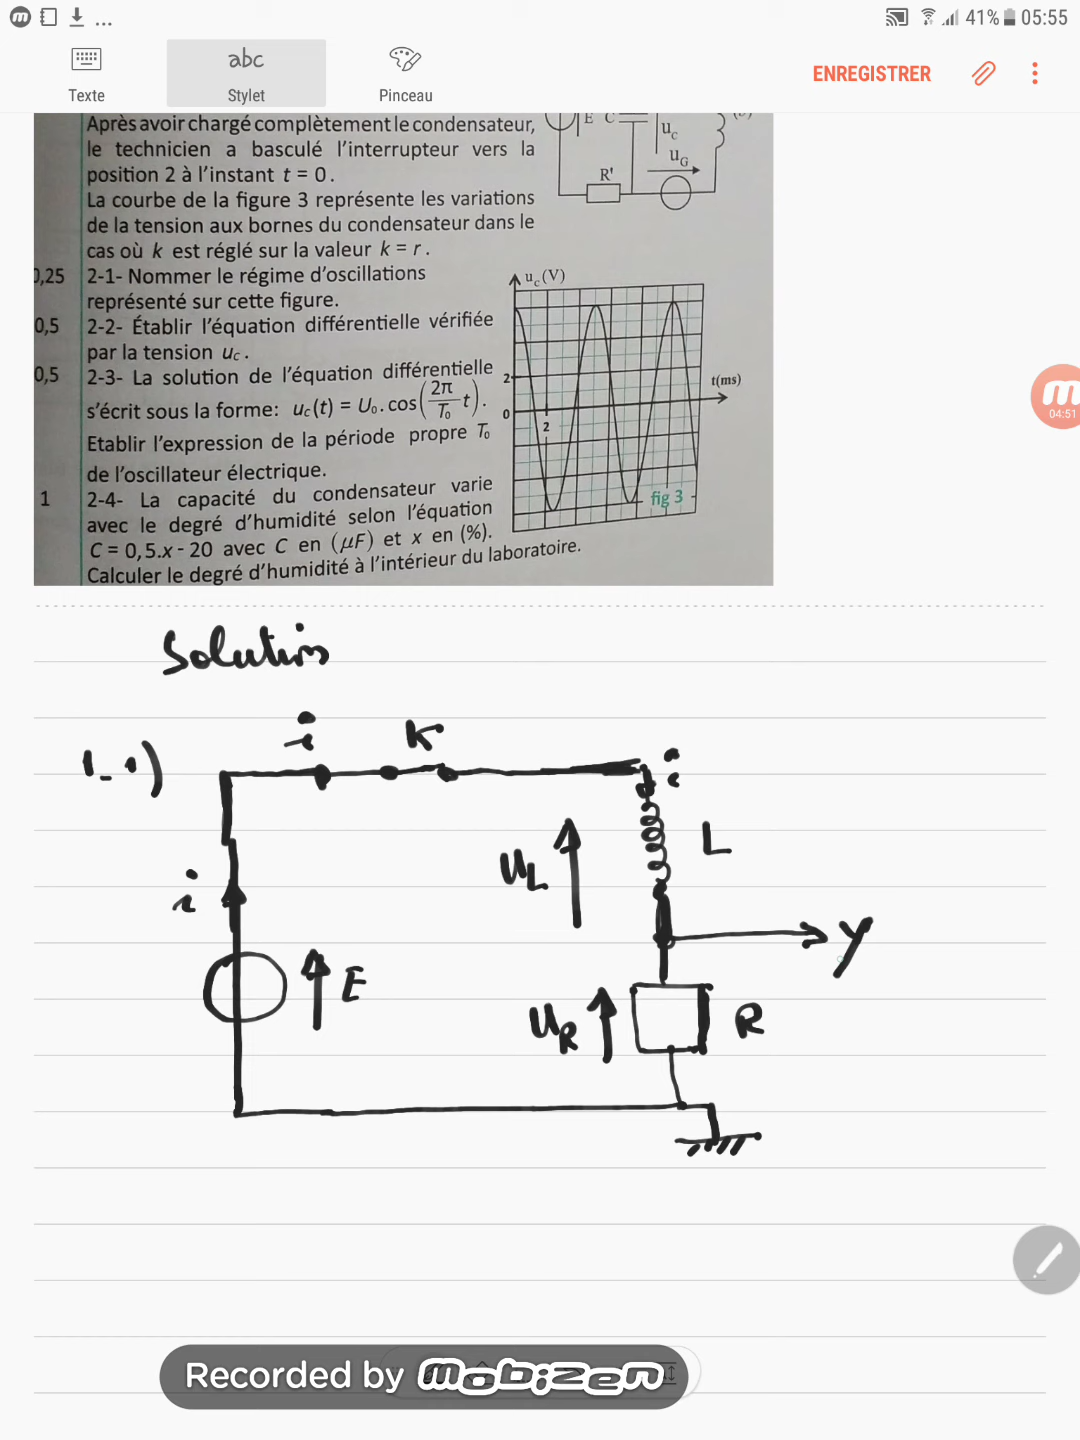 41% 05:55
Texte
abc
Stylet
Pinceau
ENREGISTRER
Après avoir chargé complètement le condensateur,
le technicien a basculé l'interrupteur vers la
position 2 à l'instant t = 0.
La courbe de la figure 3 représente les variations
de la tension aux bornes du condensateur dans le
cas où k est réglé sur la valeur k = r.
0,25 2-1- Nommer le régime d'oscillations
représenté sur cette figure.
0,5 2-2- Établir l'équation différentielle vérifiée
par la tension uc.
0,5 2-3- La solution de l'équation différentielle
s'écrit sous la forme: uc(t) = U₀.cos(2π/T₀ t).
Etablir l'expression de la période propre T₀
de l'oscillateur électrique.
1 2-4- La capacité du condensateur varie
avec le degré d'humidité selon l'équation
C = 0,5.x - 20 avec C en (μF) et x en (%).
Calculer le degré d'humidité à l'intérieur du laboratoire.
E C
uc
uG
R'
uc(V)
2
t(ms)
0
2
fig 3
m
04:51
Solution
1-1)
i
K
i
UL
L
i
y
E
UR
R
Recorded by mobizen